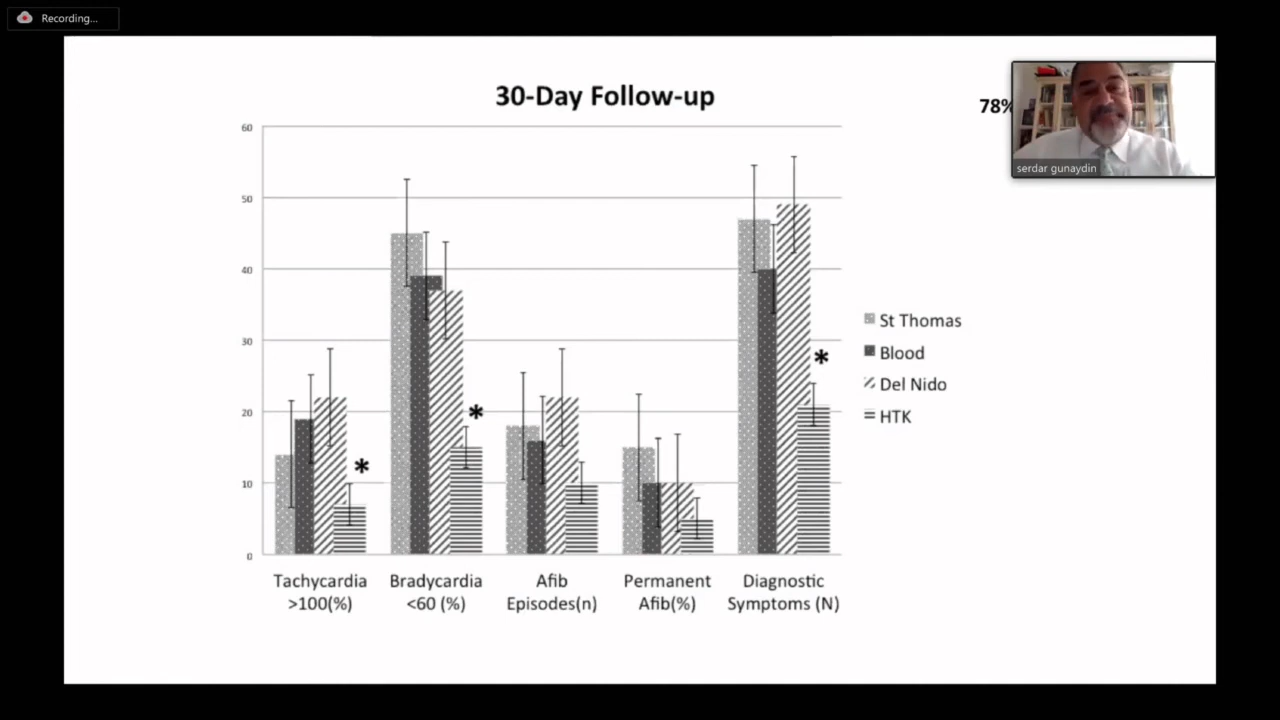 Recording...
30-Day Follow-up
78%
serdar gunaydin
60
50
40
30
20
10
0
*
*
*
St Thomas
Blood
Del Nido
HTK
Tachycardia
>100(%)
Bradycardia
<60 (%)
Afib
Episodes(n)
Permanent
Afib(%)
Diagnostic
Symptoms (N)